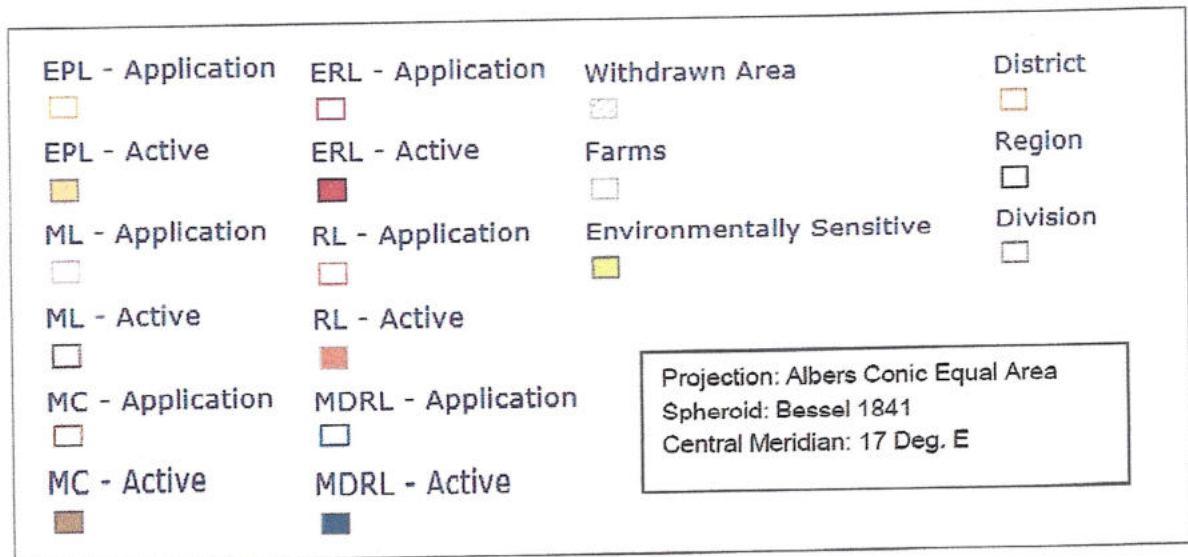 EPL - Application
EPL - Active
ML - Application
ML - Active
MC - Application
MC - Active
ERL - Application
ERL - Active
RL - Application
RL - Active
MDRL - Application
MDRL - Active
Withdrawn Area
Farms
Environmentally Sensitive
District
Region
Division
Projection: Albers Conic Equal Area
Spheroid: Bessel 1841
Central Meridian: 17 Deg. E